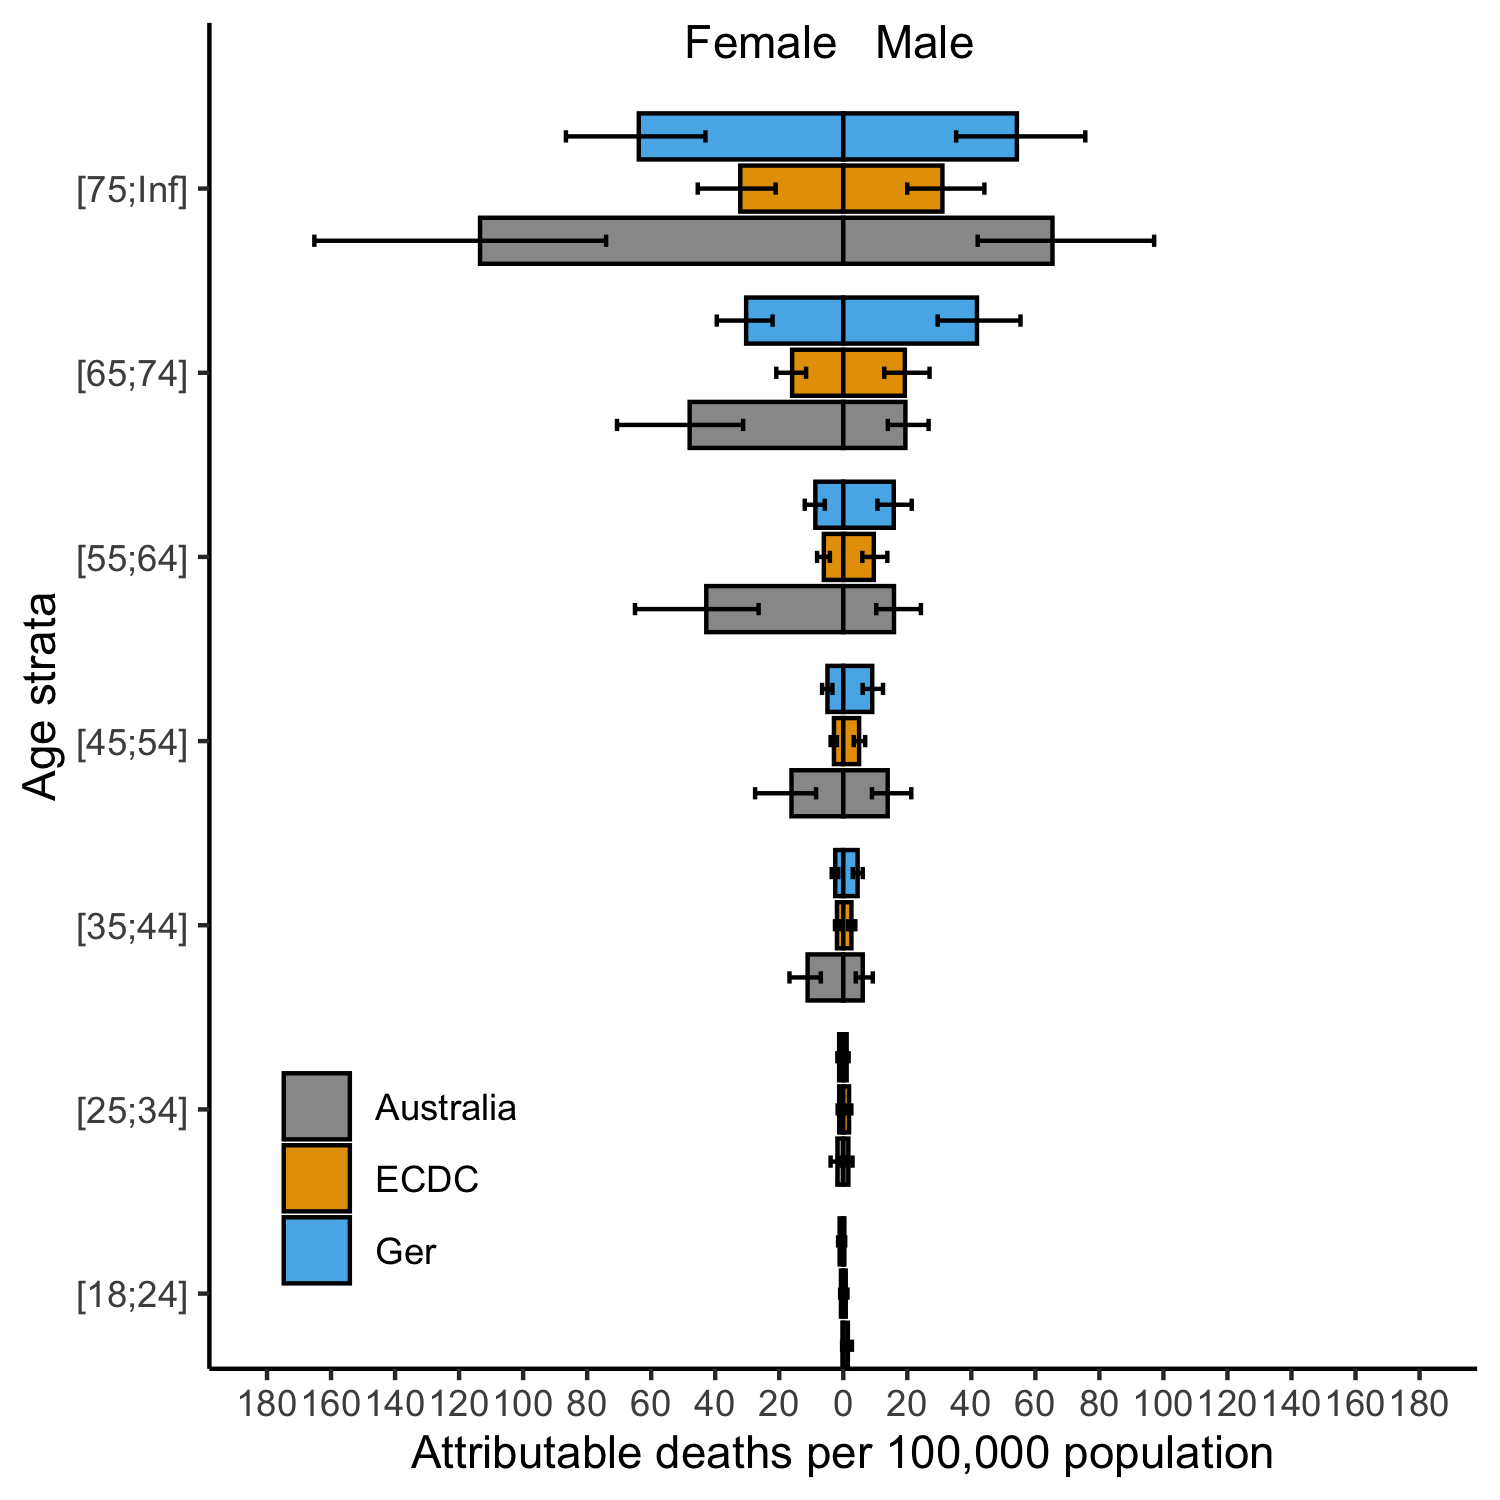 Female Male
[75;Inf]
[65;74]
[55;64]
[45;54]
[35;44]
[25;34]
[18;24]
Age strata
Australia
ECDC
Ger
180 160 140 120 100 80 60 40 20 0 20 40 60 80 100 120 140 160 180
Attributable deaths per 100,000 population